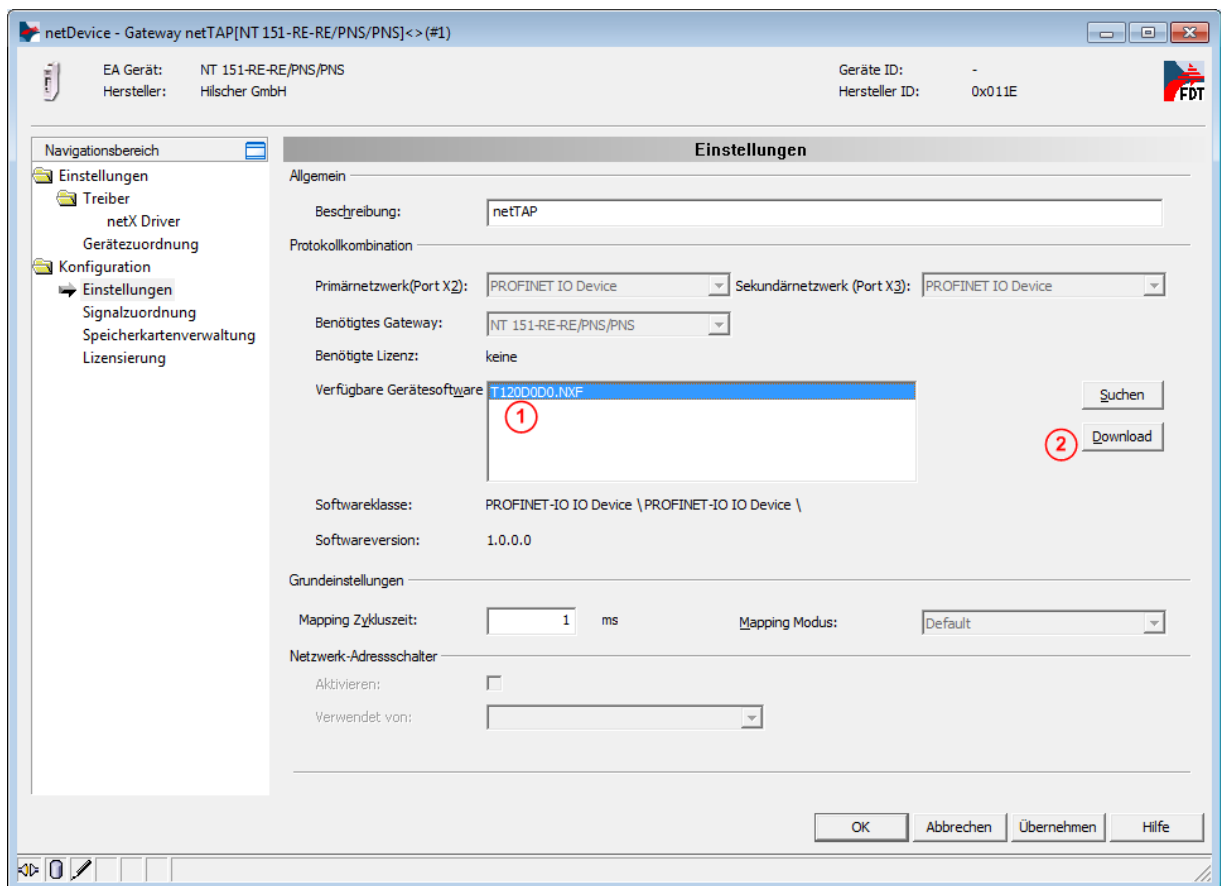 netDevice - Gateway netTAP[NT 151-RE-RE/PNS/PNS]<>(#1)
EA Gerät: NT 151-RE-RE/PNS/PNS Geräte ID: -
Hersteller: Hilscher GmbH Hersteller ID: 0x011E
FDT
Navigationsbereich
Einstellungen
Treiber
netX Driver
Gerätezuordnung
Konfiguration
Einstellungen
Signalzuordnung
Speicherkartenverwaltung
Lizensierung
Einstellungen
Allgemein
Beschreibung: netTAP
Protokollkombination
Primärnetzwerk(Port X2): PROFINET IO Device Sekundärnetzwerk (Port X3): PROFINET IO Device
Benötigtes Gateway: NT 151-RE-RE/PNS/PNS
Benötigte Lizenz: keine
Verfügbare Gerätesoftware T120D0D0.NXF Suchen
1
2 Download
Softwareklasse: PROFINET-IO IO Device \ PROFINET-IO IO Device \
Softwareversion: 1.0.0.0
Grundeinstellungen
Mapping Zykluszeit: 1 ms Mapping Modus: Default
Netzwerk-Adressschalter
Aktivieren:
Verwendet von:
OK Abbrechen Übernehmen Hilfe